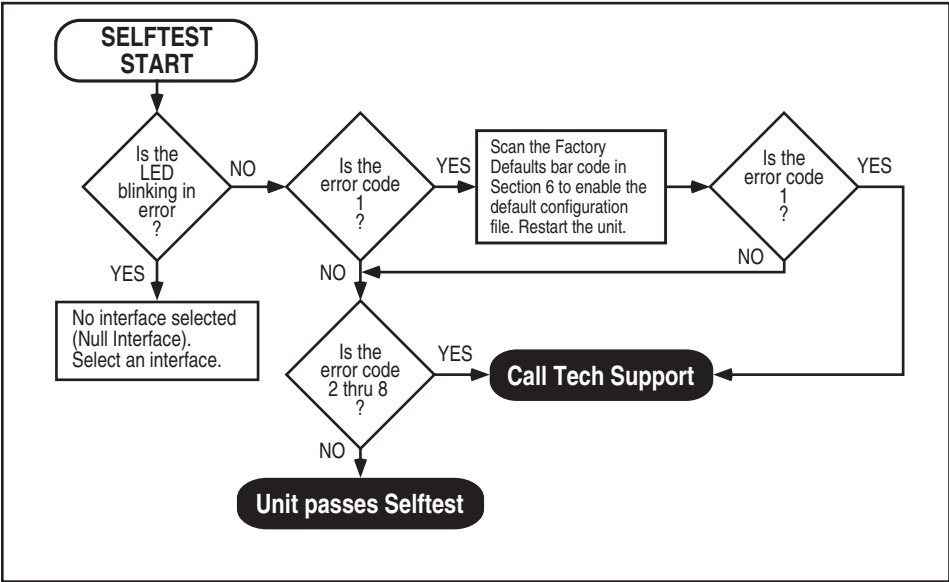 SELFTEST
START
Is the
LED
blinking in
error
?
NO
YES
No interface selected
(Null Interface).
Select an interface.
Is the
error code
1
?
YES
NO
Scan the Factory
Defaults bar code in
Section 6 to enable the
default configuration
file. Restart the unit.
Is the
error code
1
?
YES
NO
Is the
error code
2 thru 8
?
YES
NO
Call Tech Support
Unit passes Selftest